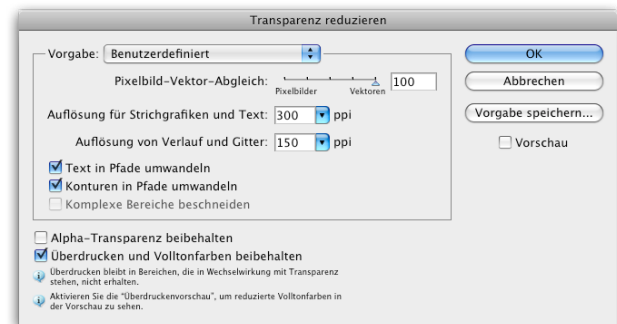 Transparenz reduzieren
Vorgabe: Benutzerdefiniert
OK
Pixelbild-Vektor-Abgleich: 100
Pixelbilder Vektoren
Abbrechen
Auflösung für Strichgrafiken und Text: 300 ppi
Vorgabe speichern...
Auflösung von Verlauf und Gitter: 150 ppi
Vorschau
Text in Pfade umwandeln
Konturen in Pfade umwandeln
Komplexe Bereiche beschneiden
Alpha-Transparenz beibehalten
Überdrucken und Volltonfarben beibehalten
Überdrucken bleibt in Bereichen, die in Wechselwirkung mit Transparenz
stehen, nicht erhalten.
Aktivieren Sie die "Überdruckenvorschau", um reduzierte Volltonfarben in
der Vorschau zu sehen.